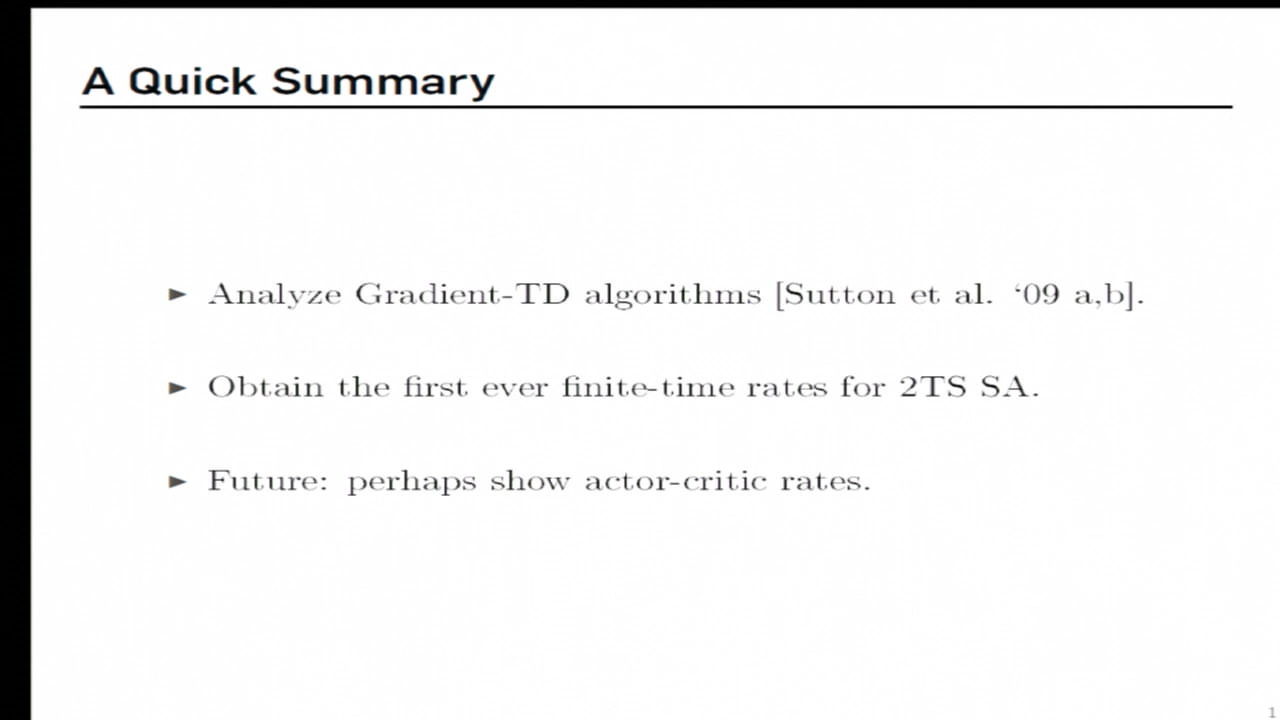 A Quick Summary
► Analyze Gradient-TD algorithms [Sutton et al. ‘09 a,b].
► Obtain the first ever finite-time rates for 2TS SA.
► Future: perhaps show actor-critic rates.
1